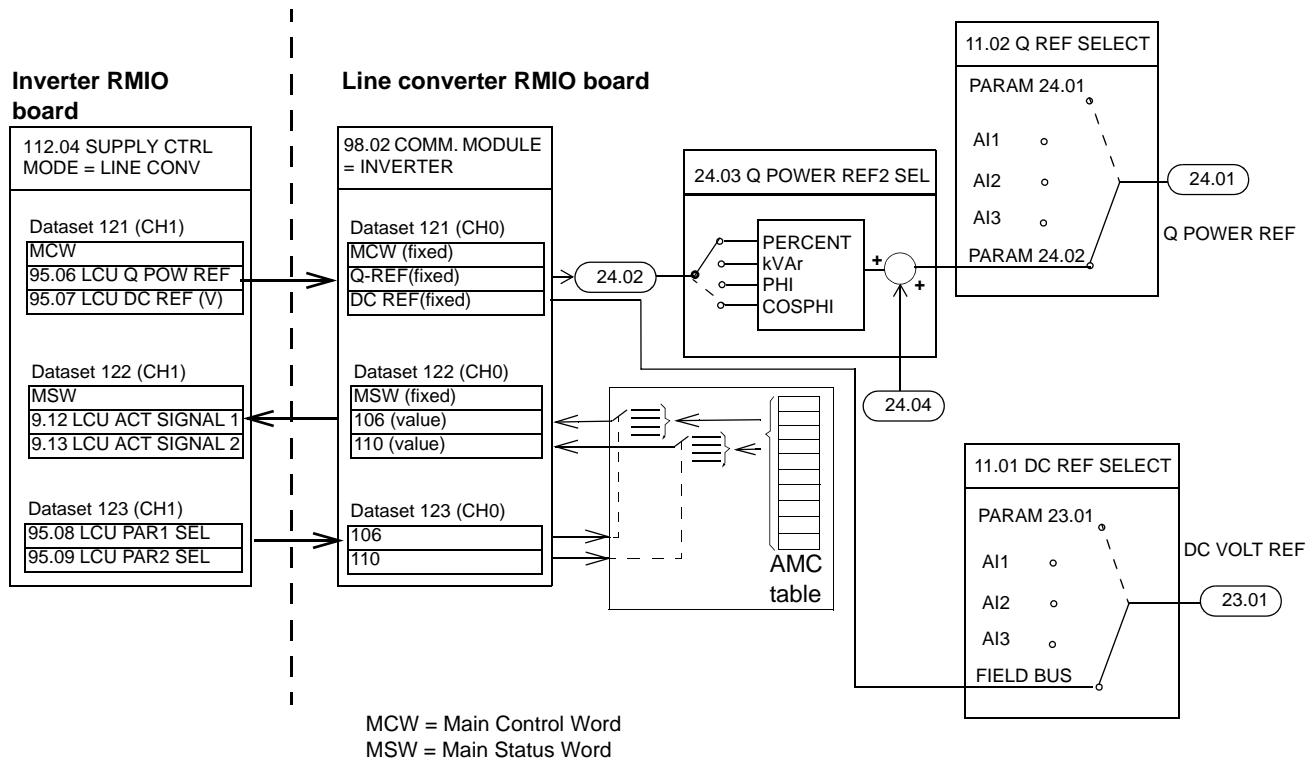 Inverter RMIO
board
112.04 SUPPLY CTRL
MODE = LINE CONV
Dataset 121 (CH1)
MCW
95.06 LCU Q POW REF
95.07 LCU DC REF (V)
Dataset 122 (CH1)
MSW
9.12 LCU ACT SIGNAL 1
9.13 LCU ACT SIGNAL 2
Dataset 123 (CH1)
95.08 LCU PAR1 SEL
95.09 LCU PAR2 SEL
Line converter RMIO board
98.02 COMM. MODULE
= INVERTER
Dataset 121 (CH0)
MCW (fixed)
Q-REF(fixed)
DC REF(fixed)
Dataset 122 (CH0)
MSW (fixed)
106 (value)
110 (value)
Dataset 123 (CH0)
106
110
AMC
table
24.02
24.03 Q POWER REF2 SEL
PERCENT
kVAr
PHI
COSPHI
+
+
24.04
11.02 Q REF SELECT
PARAM 24.01
AI1
AI2
AI3
PARAM 24.02
24.01
Q POWER REF
11.01 DC REF SELECT
PARAM 23.01
AI1
AI2
AI3
FIELD BUS
DC VOLT REF
23.01
MCW = Main Control Word
MSW = Main Status Word